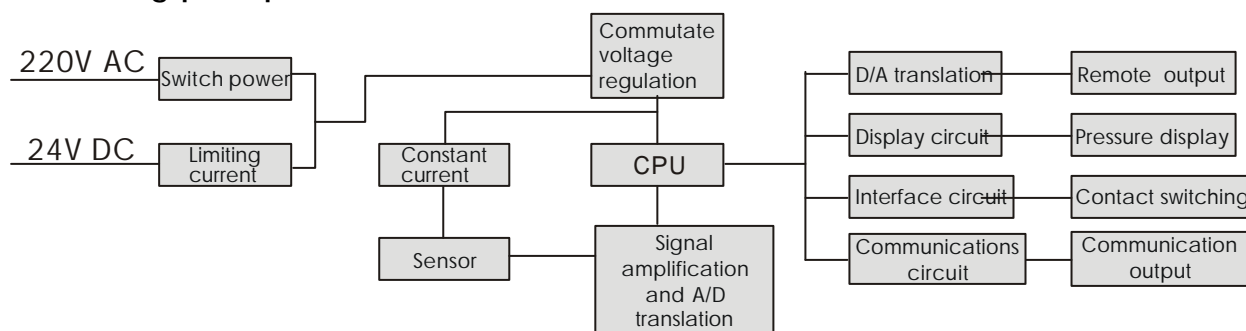 220V AC
Switch power
24V DC
Limiting
current
Commutate
voltage
regulation
Constant
current
CPU
Sensor
Signal
amplification
and A/D
translation
D/A translation
Remote output
Display circuit
Pressure display
Interface circuit
Contact switching
Communications
circuit
Communication
output